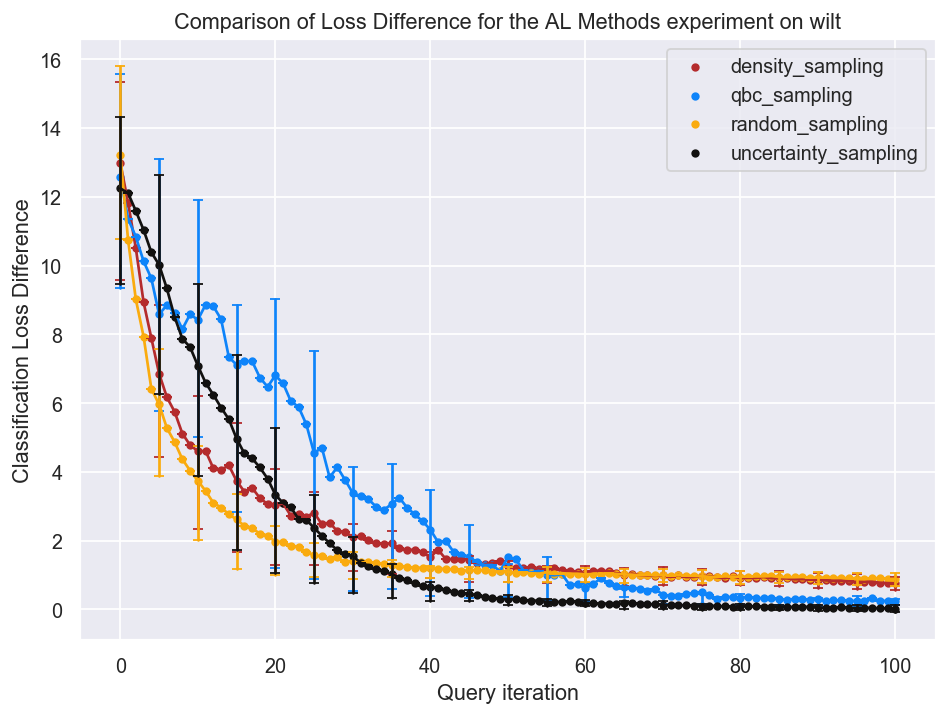 Comparison of Loss Difference for the AL Methods experiment on wilt
density_sampling
qbc_sampling
random_sampling
uncertainty_sampling
Classification Loss Difference
16
14
12
10
8
6
4
2
0
0 20 40 60 80 100
Query iteration